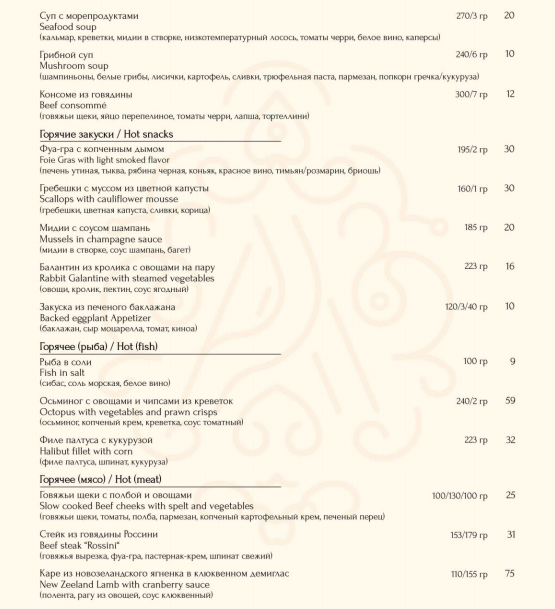 Суп с морепродуктами 270/3 гр 20
Seafood soup
(кальмар, креветки, мидии в створке, низкотемпературный лосось, томаты черри, белое вино, каперсы)
Грибной суп 240/6 гр 10
Mushroom soup
(шампиньоны, белые грибы, лисички, картофель, сливки, трюфельная паста, пармезан, попкорн гречка/кукуруза)
Консоме из говядины 300/7 гр 12
Beef consommé
(говяжьи щеки, яйцо перепелиное, томаты черри, лапша, тортеллини)
Горячие закуски / Hot snacks
Фуа-гра с копченным дымом 195/2 гр 30
Foie Gras with light smoked flavor
(печень утиная, тыква, рябина черная, коньяк, красное вино, тимьян/розмарин, бриошь)
Гребешки с муссом из цветной капусты 160/1 гр 30
Scallops with cauliflower mousse
(гребешки, цветная капуста, сливки, корица)
Мидии с соусом шампань 185 гр 20
Mussels in champagne sauce
(мидии в створке, соус шампань, багет)
Балантин из кролика с овощами на пару 223 гр 16
Rabbit Galantine with steamed vegetables
(овощи, кролик, пектин, соус ягодный)
Закуска из печеного баклажана 120/3/40 гр 10
Backed eggplant Appetizer
(баклажан, сыр моцарелла, томат, киноа)
Горячее (рыба) / Hot (fish)
Рыба в соли 100 гр 9
Fish in salt
(сибас, соль морская, белое вино)
Осьминог с овощами и чипсами из креветок 240/2 гр 59
Octopus with vegetables and prawn crisps
(осьминог, копченый крем, креветка, соус томатный)
Филе палтуса с кукурузой 223 гр 32
Halibut fillet with corn
(филе палтуса, шпинат, кукуруза)
Горячее (мясо) / Hot (meat)
Говяжьи щеки с полбой и овощами 100/130/100 гр 25
Slow cooked Beef cheeks with spelt and vegetables
(говяжьи щеки, томаты, полба, пармезан, копченый картофельный крем, печеный перец)
Стейк из говядины Россини 153/179 гр 31
Beef steak "Rossini"
(говяжья вырезка, фуа-гра, пастернак-крем, шпинат свежий)
Каре из новозеландского ягненка в клюквенном демиглас 110/155 гр 75
New Zeeland Lamb with cranberry sauce
(полента, рагу из овощей, соус клюквенный)